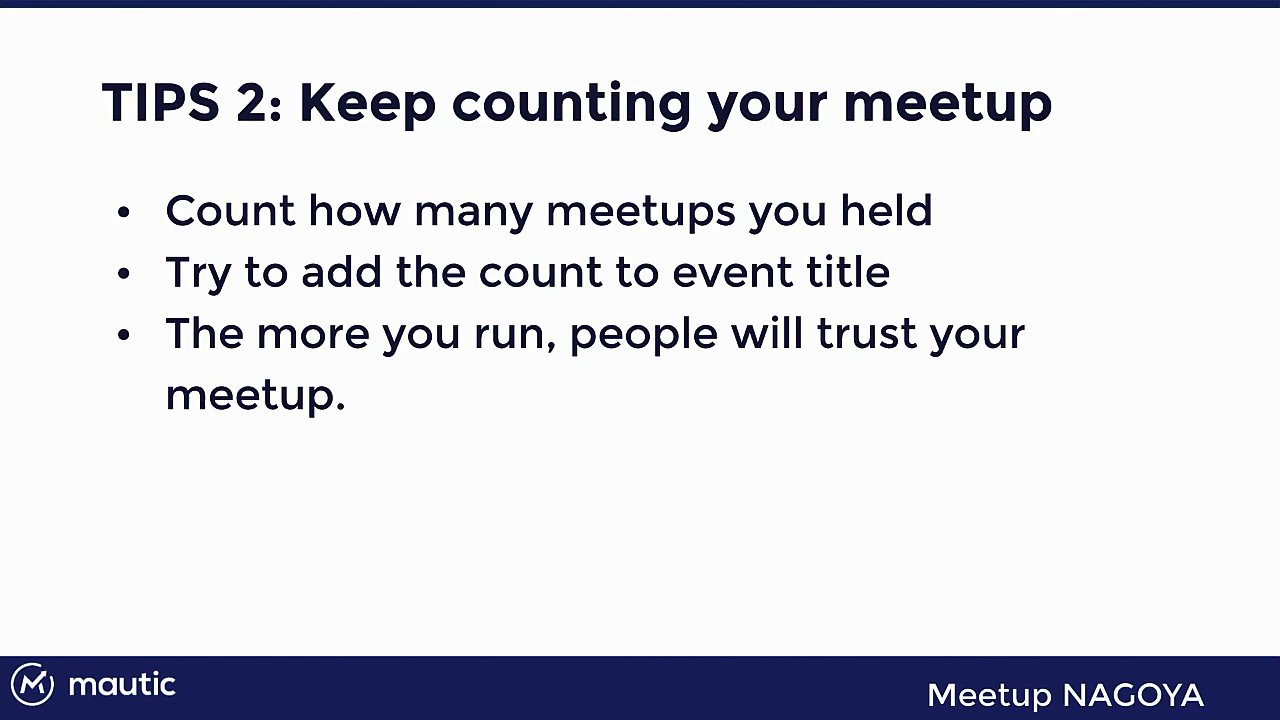 TIPS 2: Keep counting your meetup
• Count how many meetups you held
• Try to add the count to event title
• The more you run, people will trust your
meetup.
mautic
Meetup NAGOYA